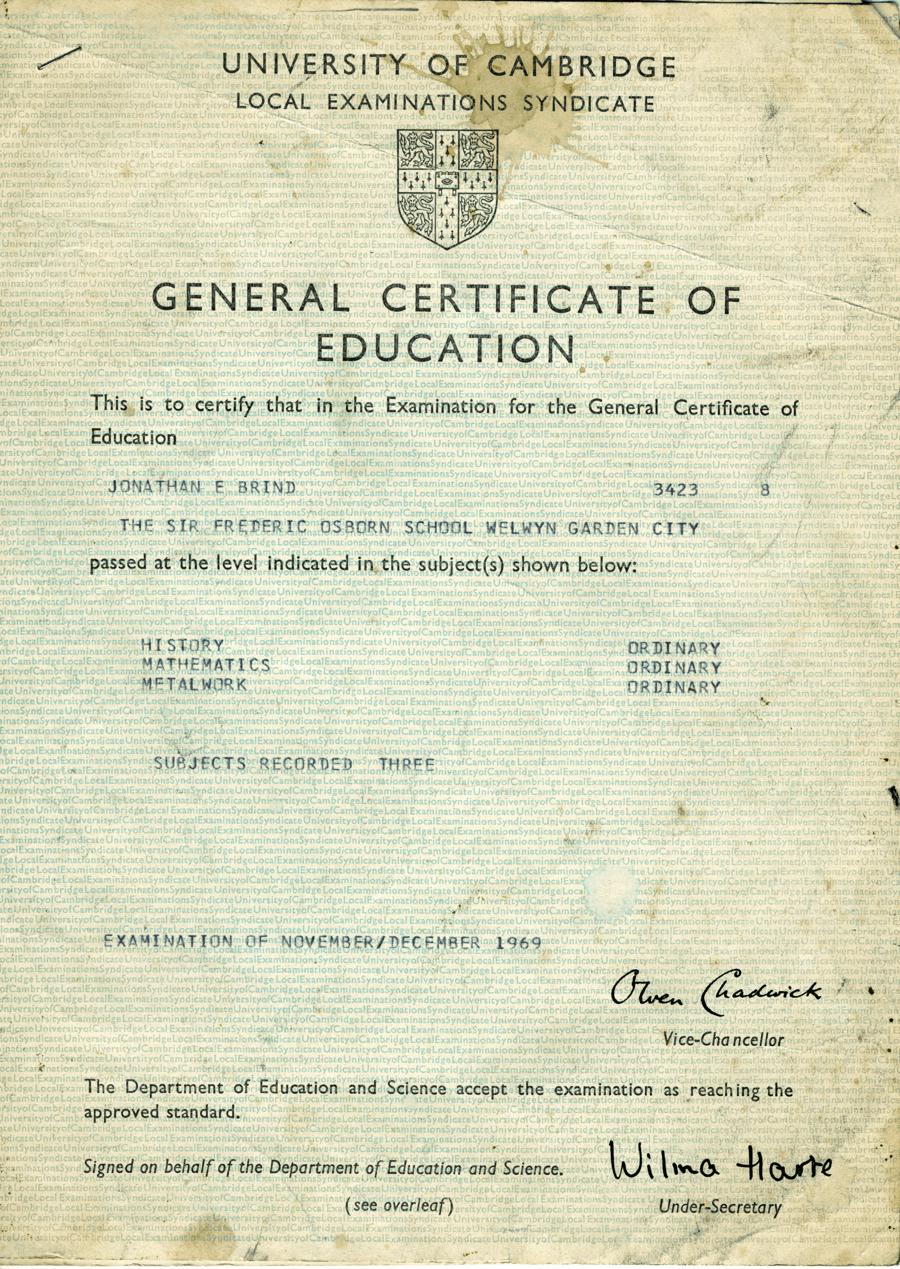 UNIVERSITY OF CAMBRIDGE
LOCAL EXAMINATIONS SYNDICATE
GENERAL CERTIFICATE OF
EDUCATION
This is to certify that in the Examination for the General Certificate of
Education
JONATHAN E BRIND 3423 8
THE SIR FREDERIC OSBORN SCHOOL WELWYN GARDEN CITY
passed at the level indicated in the subject(s) shown below:
HISTORY ORDINARY
MATHEMATICS ORDINARY
METALWORK ORDINARY
SUBJECTS RECORDED THREE
EXAMINATION OF NOVEMBER/DECEMBER 1969
Owen Chadwick
Vice-Chancellor
The Department of Education and Science accept the examination as reaching the
approved standard.
Signed on behalf of the Department of Education and Science.
Wilma Harte
(see overleaf) Under-Secretary